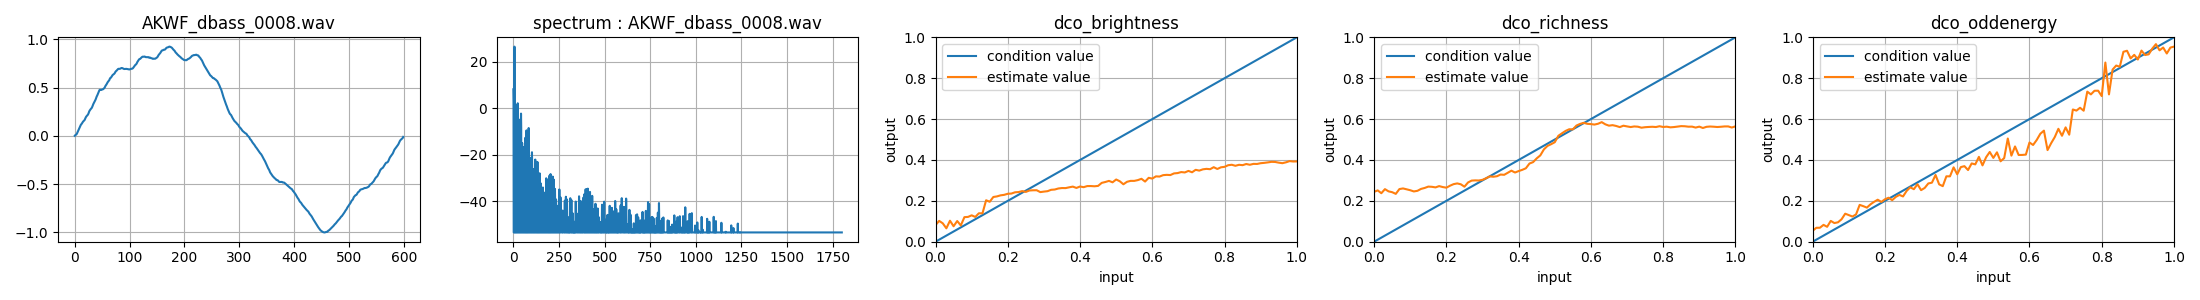 AKWF_dbass_0008.wav
1.0
0.5
0.0
−0.5
−1.0
0 100 200 300 400 500 600
spectrum : AKWF_dbass_0008.wav
20
0
−20
−40
0 250 500 750 1000 1250 1500 1750
dco_brightness
condition value
estimate value
output
1.0
0.8
0.6
0.4
0.2
0.0
0.0 0.2 0.4 0.6 0.8 1.0
input
dco_richness
condition value
estimate value
output
1.0
0.8
0.6
0.4
0.2
0.0
0.0 0.2 0.4 0.6 0.8 1.0
input
dco_oddenergy
condition value
estimate value
output
1.0
0.8
0.6
0.4
0.2
0.0
0.0 0.2 0.4 0.6 0.8 1.0
input